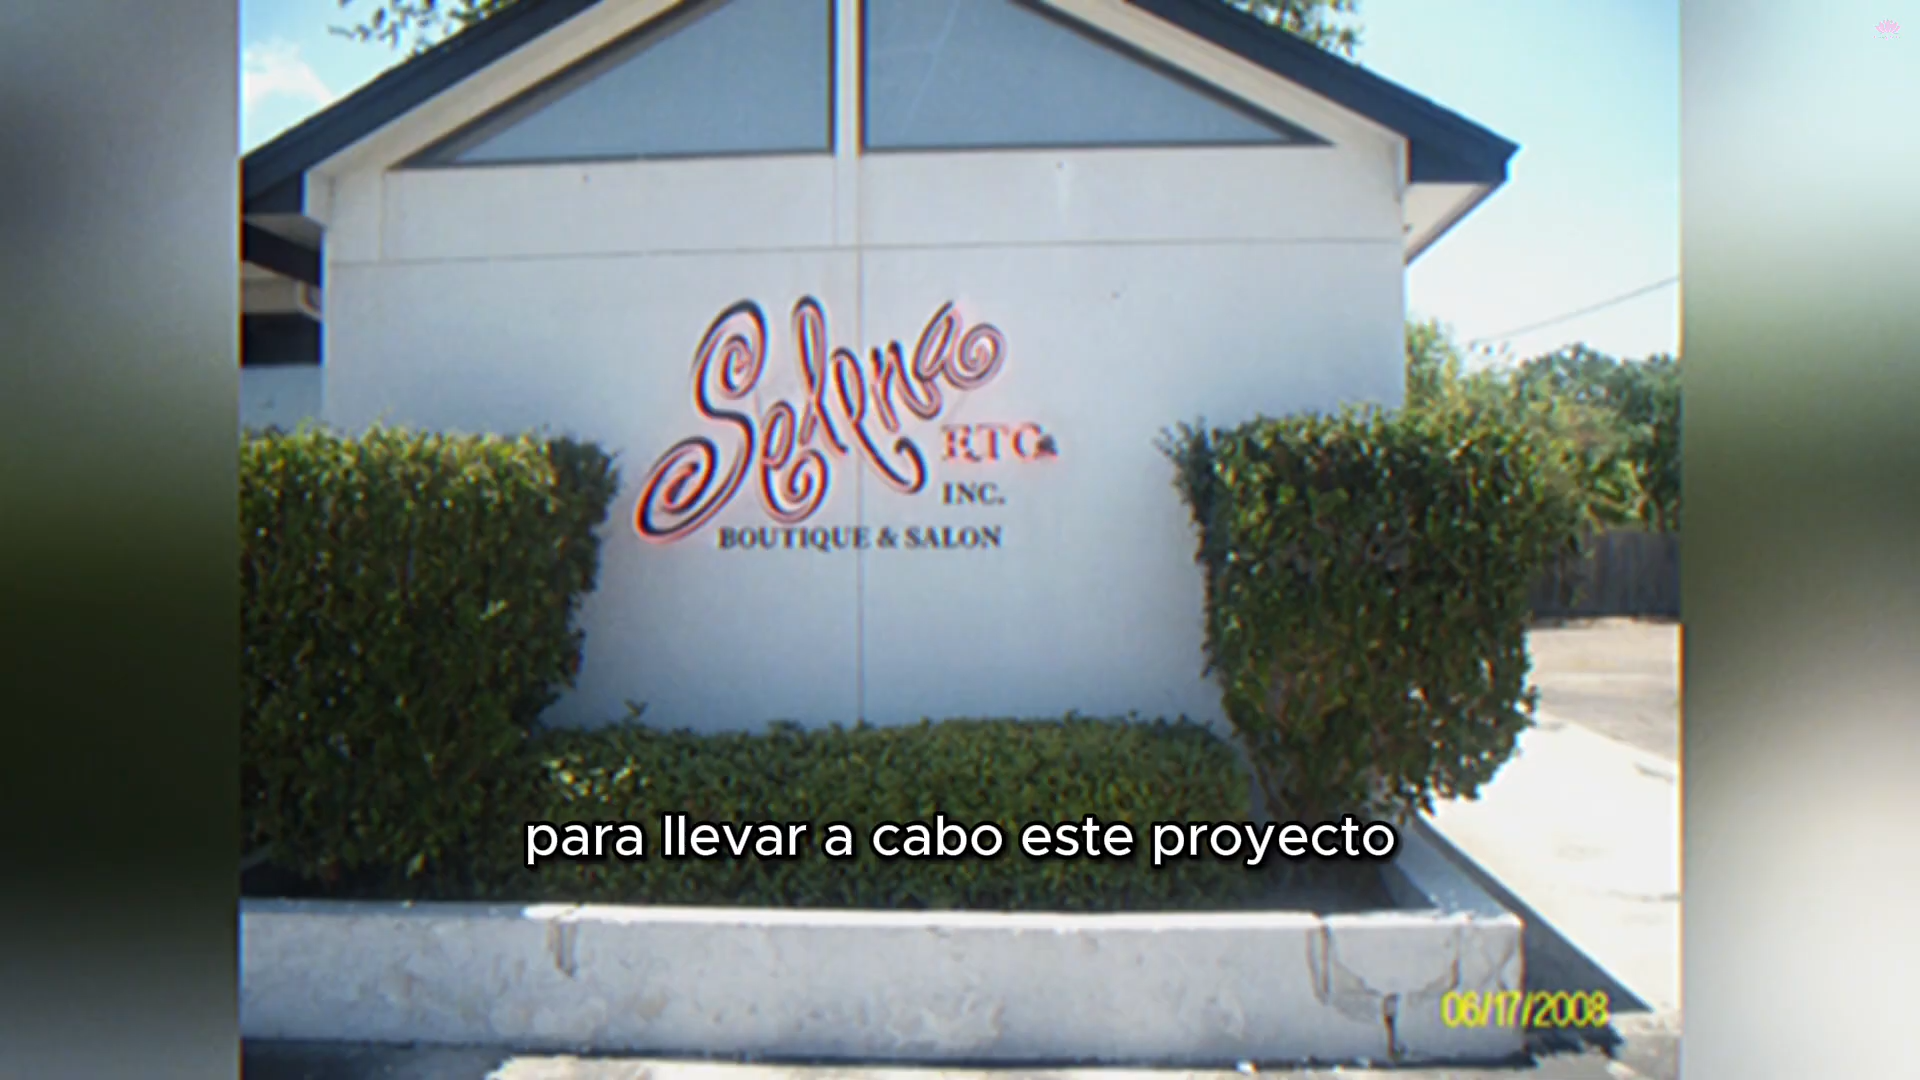 Selena
ETC.
INC.
BOUTIQUE & SALON
para llevar a cabo este proyecto
06/17/2008